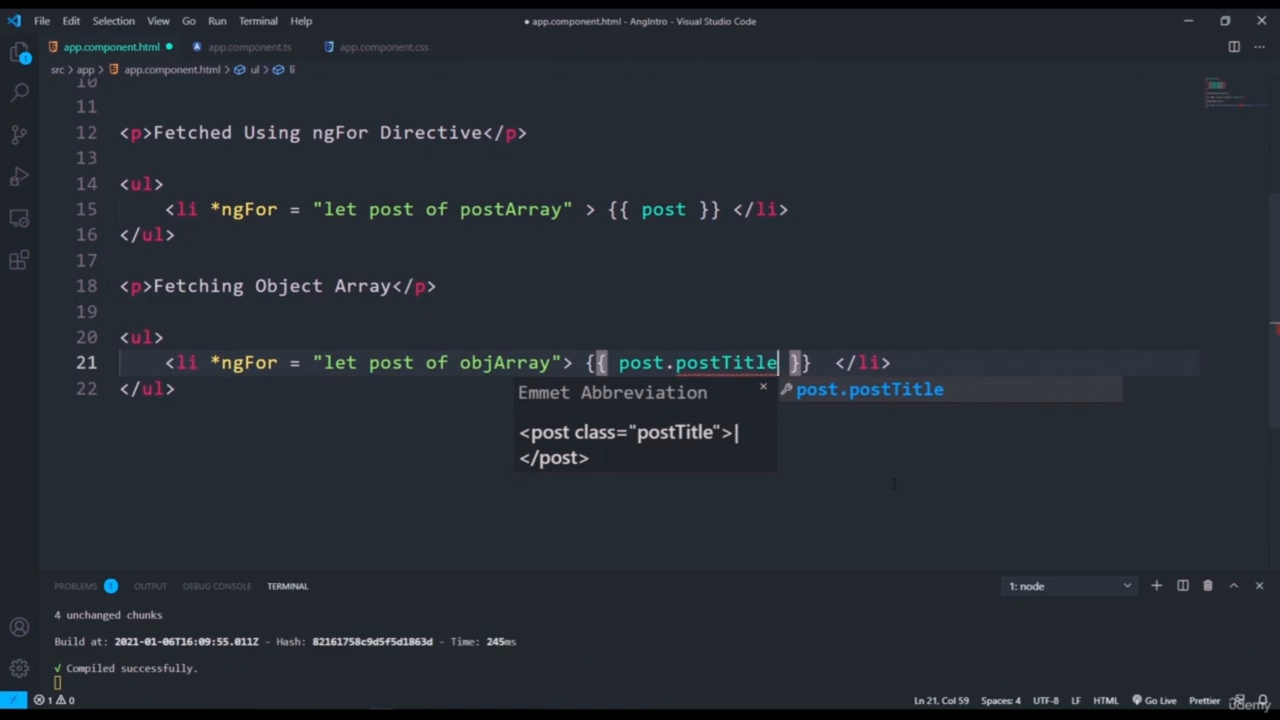 File Edit Selection View Go Run Terminal Help
● app.component.html - AngIntro - Visual Studio Code
app.component.html app.component.ts app.component.css
src > app > app.component.html > ul > li
10
11
12 <p>Fetched Using ngFor Directive</p>
13
14 <ul>
15 <li *ngFor = "let post of postArray" > {{ post }} </li>
16 </ul>
17
18 <p>Fetching Object Array</p>
19
20 <ul>
21 <li *ngFor = "let post of objArray"> {{ post.postTitle }} </li>
22 </ul>
post.postTitle
Emmet Abbreviation
<post class="postTitle">|
</post>
PROBLEMS 1 OUTPUT DEBUG CONSOLE TERMINAL
1: node
4 unchanged chunks
Build at: 2021-01-06T16:09:55.011Z - Hash: 82161758c9d5f5d1863d - Time: 245ms
√ Compiled successfully.
1 0
Ln 21, Col 59 Spaces: 4 UTF-8 LF HTML Go Live Prettier
udemy